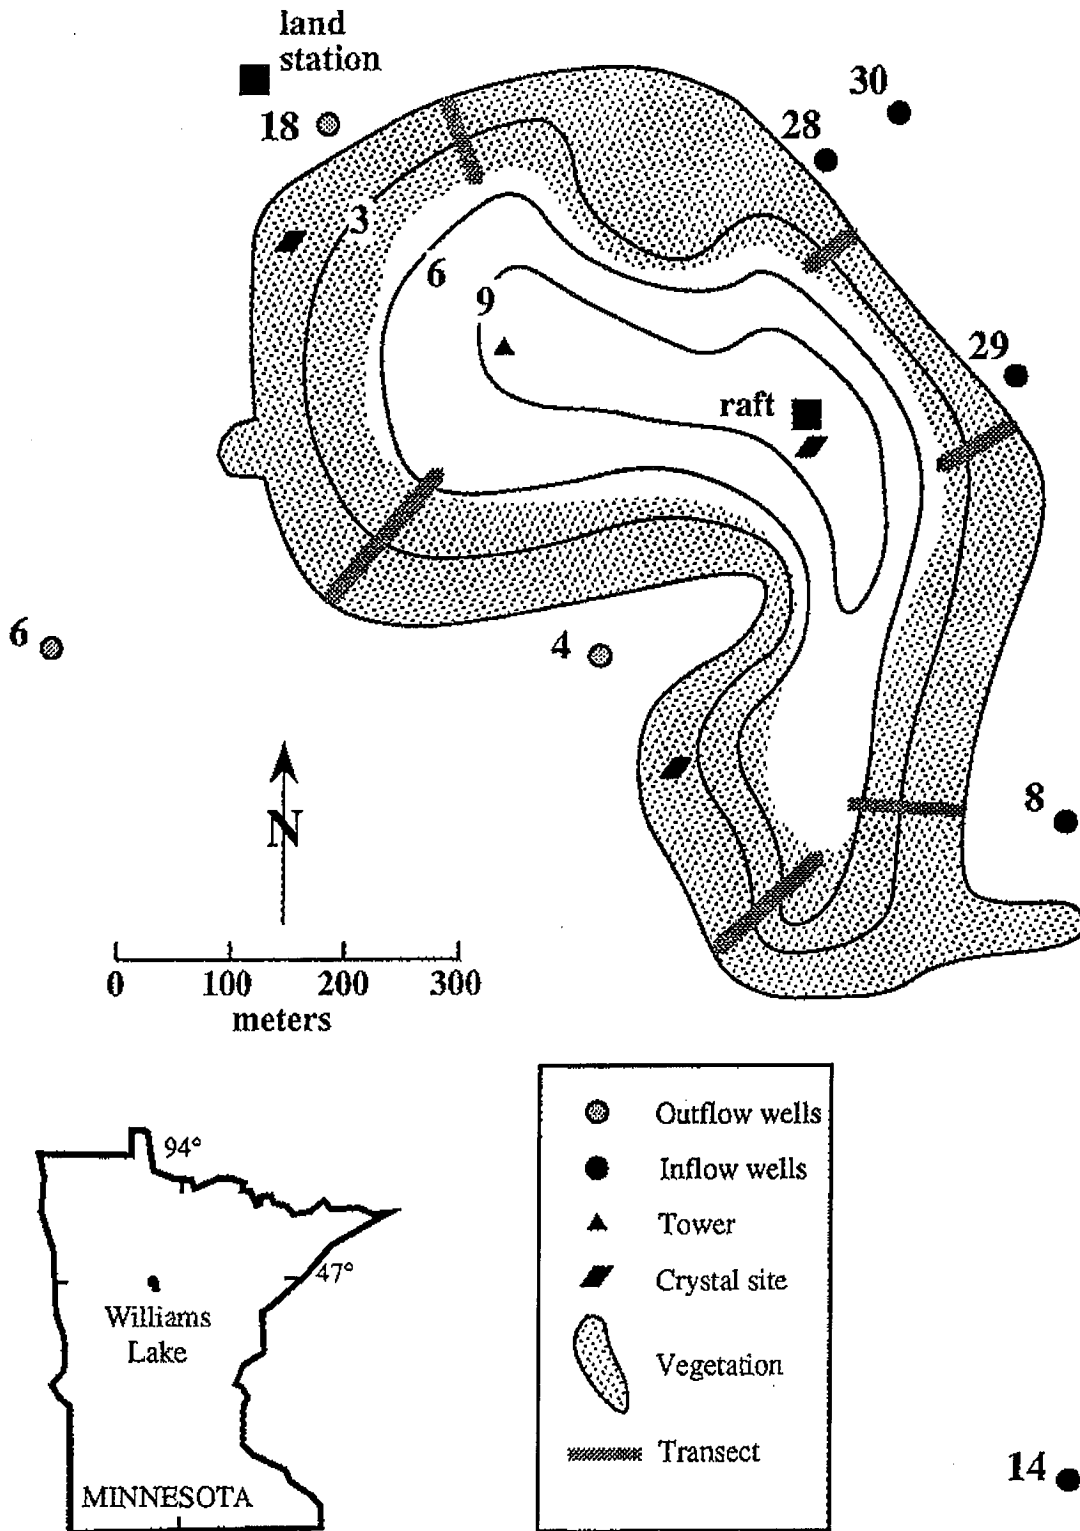 land
station
30
18
28
3
6
9
29
raft
6
4
8
N
0 100 200 300
meters
94°
47°
Williams
Lake
MINNESOTA
Outflow wells
Inflow wells
Tower
Crystal site
Vegetation
Transect
14